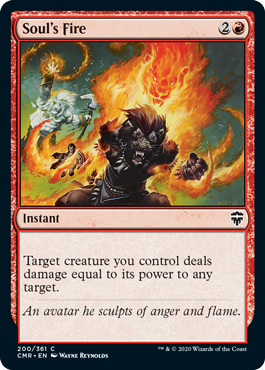 Soul's Fire 2
Instant
Target creature you control deals
damage equal to its power to any
target.
An avatar he sculpts of anger and flame.
200/361 C
CMR • EN WAYNE REYNOLDS
™ & © 2020 Wizards of the Coast